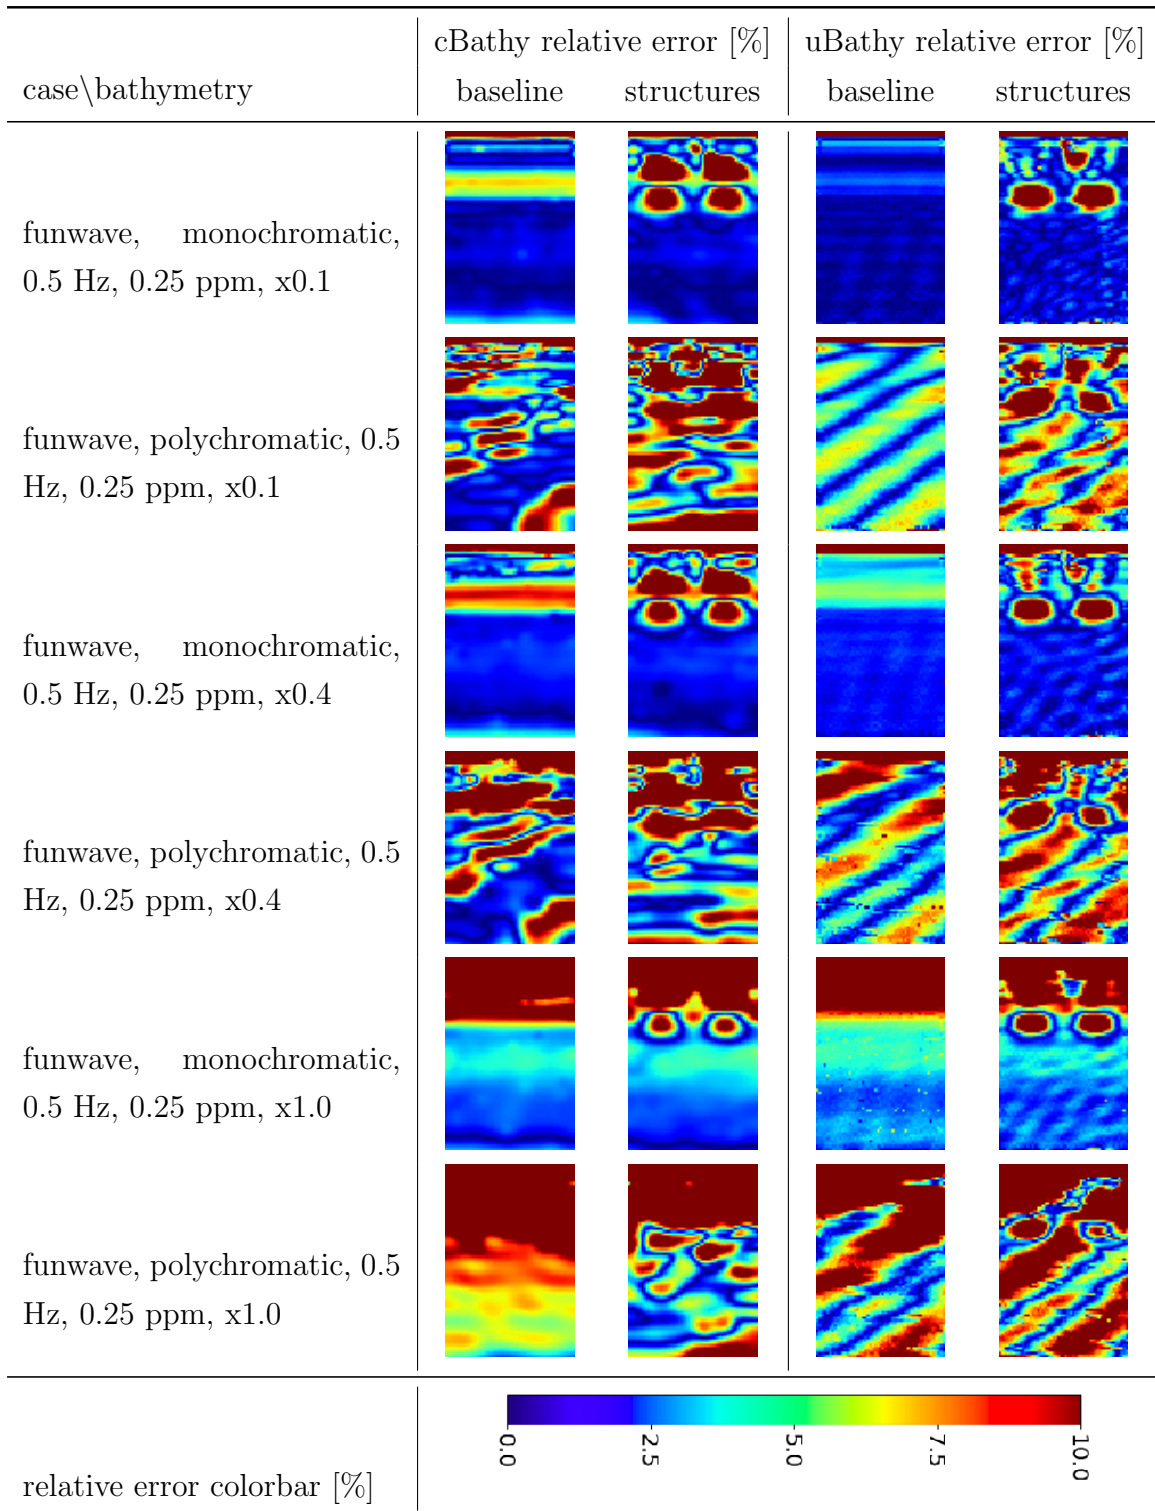 cBathy relative error [%] uBathy relative error [%]
case\bathymetry baseline structures baseline structures
funwave, monochromatic,
0.5 Hz, 0.25 ppm, x0.1
funwave, polychromatic, 0.5
Hz, 0.25 ppm, x0.1
funwave, monochromatic,
0.5 Hz, 0.25 ppm, x0.4
funwave, polychromatic, 0.5
Hz, 0.25 ppm, x0.4
funwave, monochromatic,
0.5 Hz, 0.25 ppm, x1.0
funwave, polychromatic, 0.5
Hz, 0.25 ppm, x1.0
0.0 2.5 5.0 7.5 10.0
relative error colorbar [%]